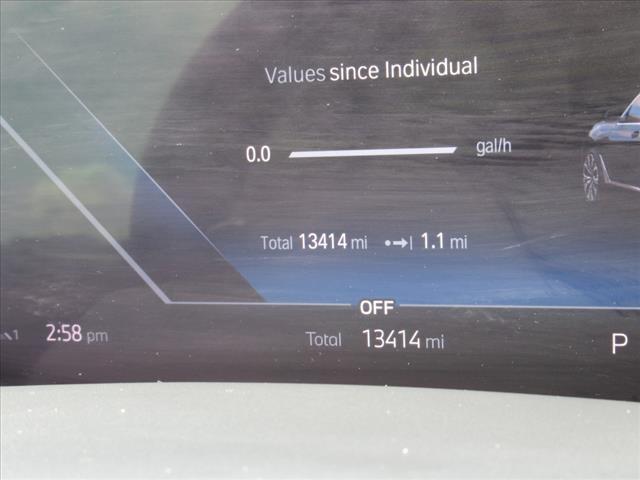 Values since Individual
0.0 gal/h
Total 13414 mi 1.1 mi
OFF
1 2:58 pm Total 13414 mi P